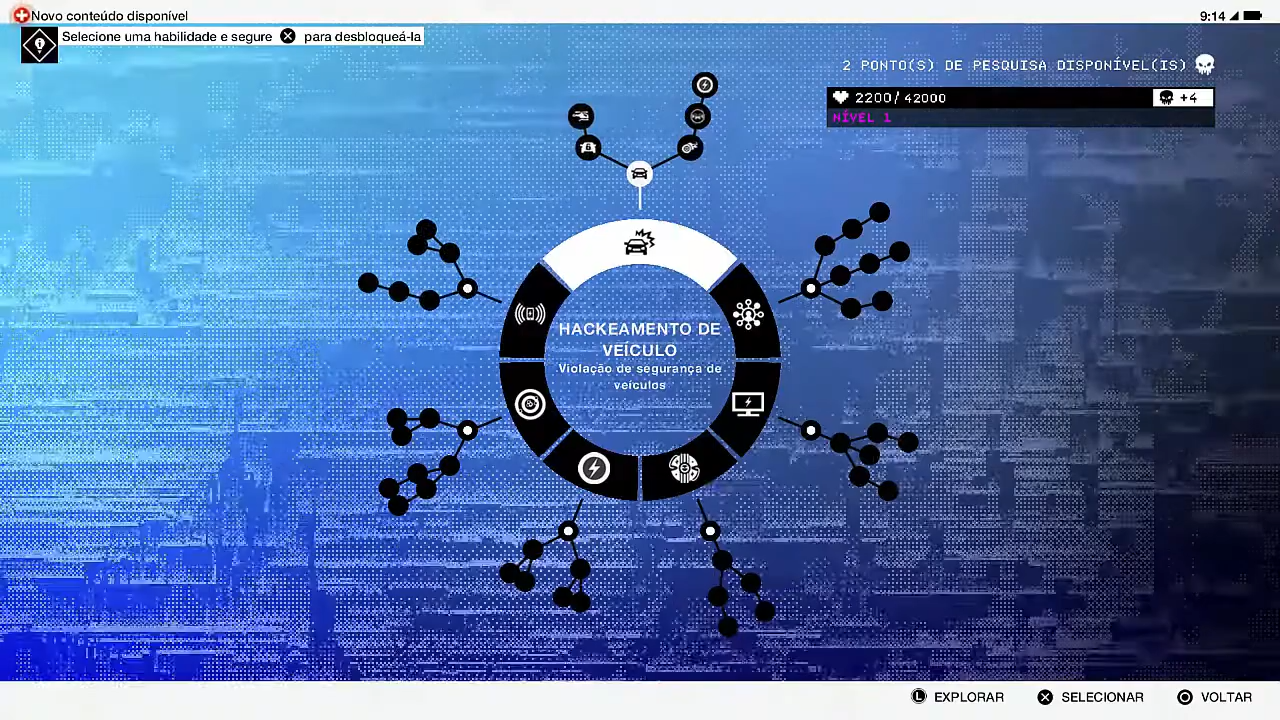 Novo conteúdo disponível
9:14
Selecione uma habilidade e segure para desbloqueá-la
2 PONTO(S) DE PESQUISA DISPONÍVEL(IS)
2200/42000
+4
NÍVEL 1
HACKEAMENTO DE
VEÍCULO
Violação de segurança de
veículos
L EXPLORAR SELECIONAR VOLTAR